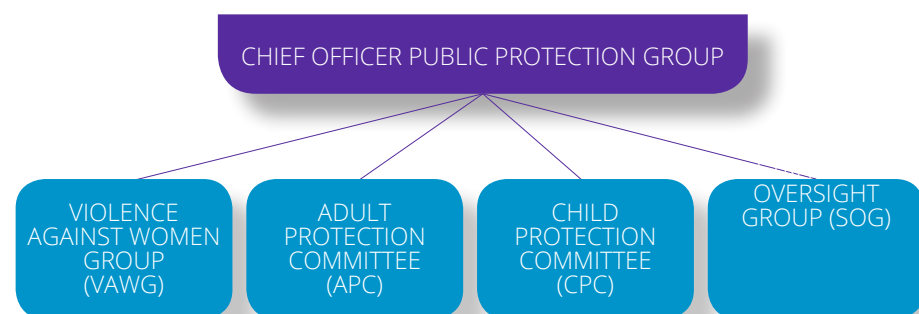 CHIEF OFFICER PUBLIC PROTECTION GROUP
VIOLENCE
AGAINST WOMEN
GROUP
(VAWG)
ADULT
PROTECTION
COMMITTEE
(APC)
CHILD
PROTECTION
COMMITTEE
(CPC)
OVERSIGHT
GROUP (SOG)